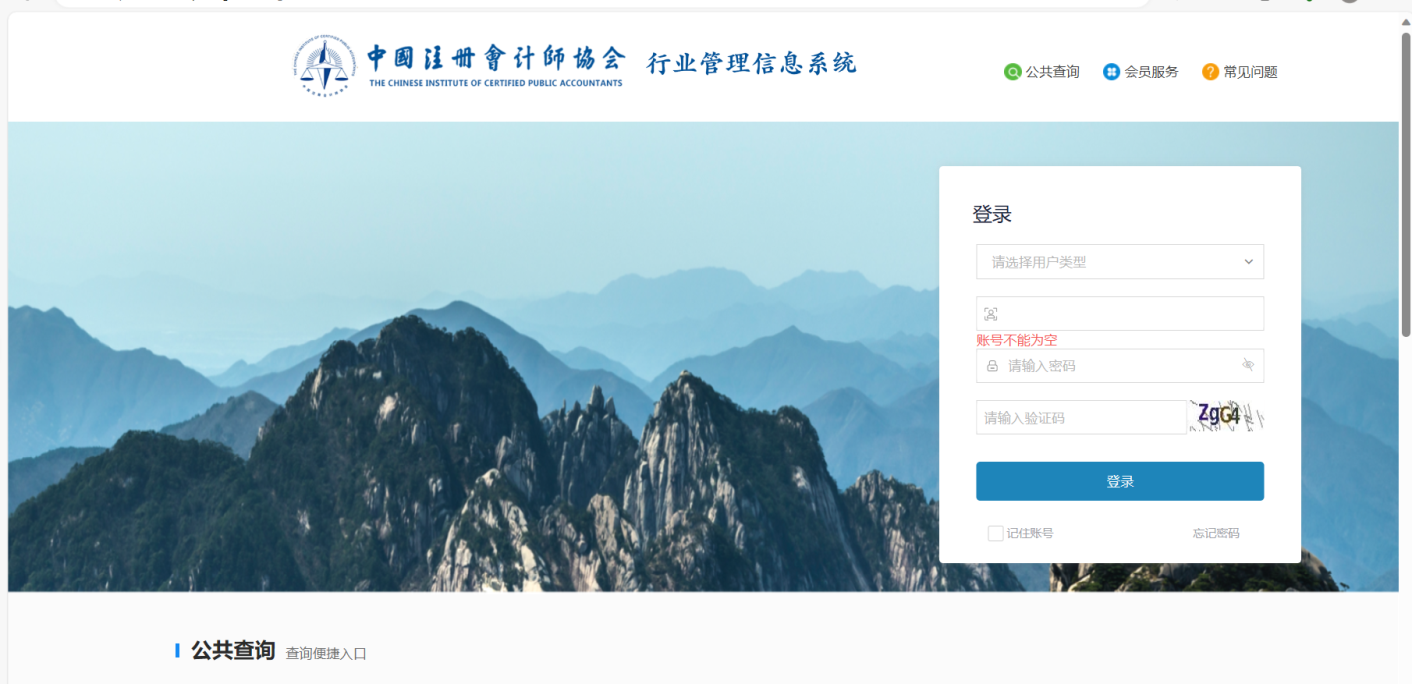 中國注冊會计師協会 行业管理信息系统
THE CHINESE INSTITUTE OF CERTIFIED PUBLIC ACCOUNTANTS
公共查询 会员服务 ? 常见问题
登录
请选择用户类型
账号不能为空
请输入密码
请输入验证码 ZgG4
登录
记住账号 忘记密码
公共查询 查询便捷入口